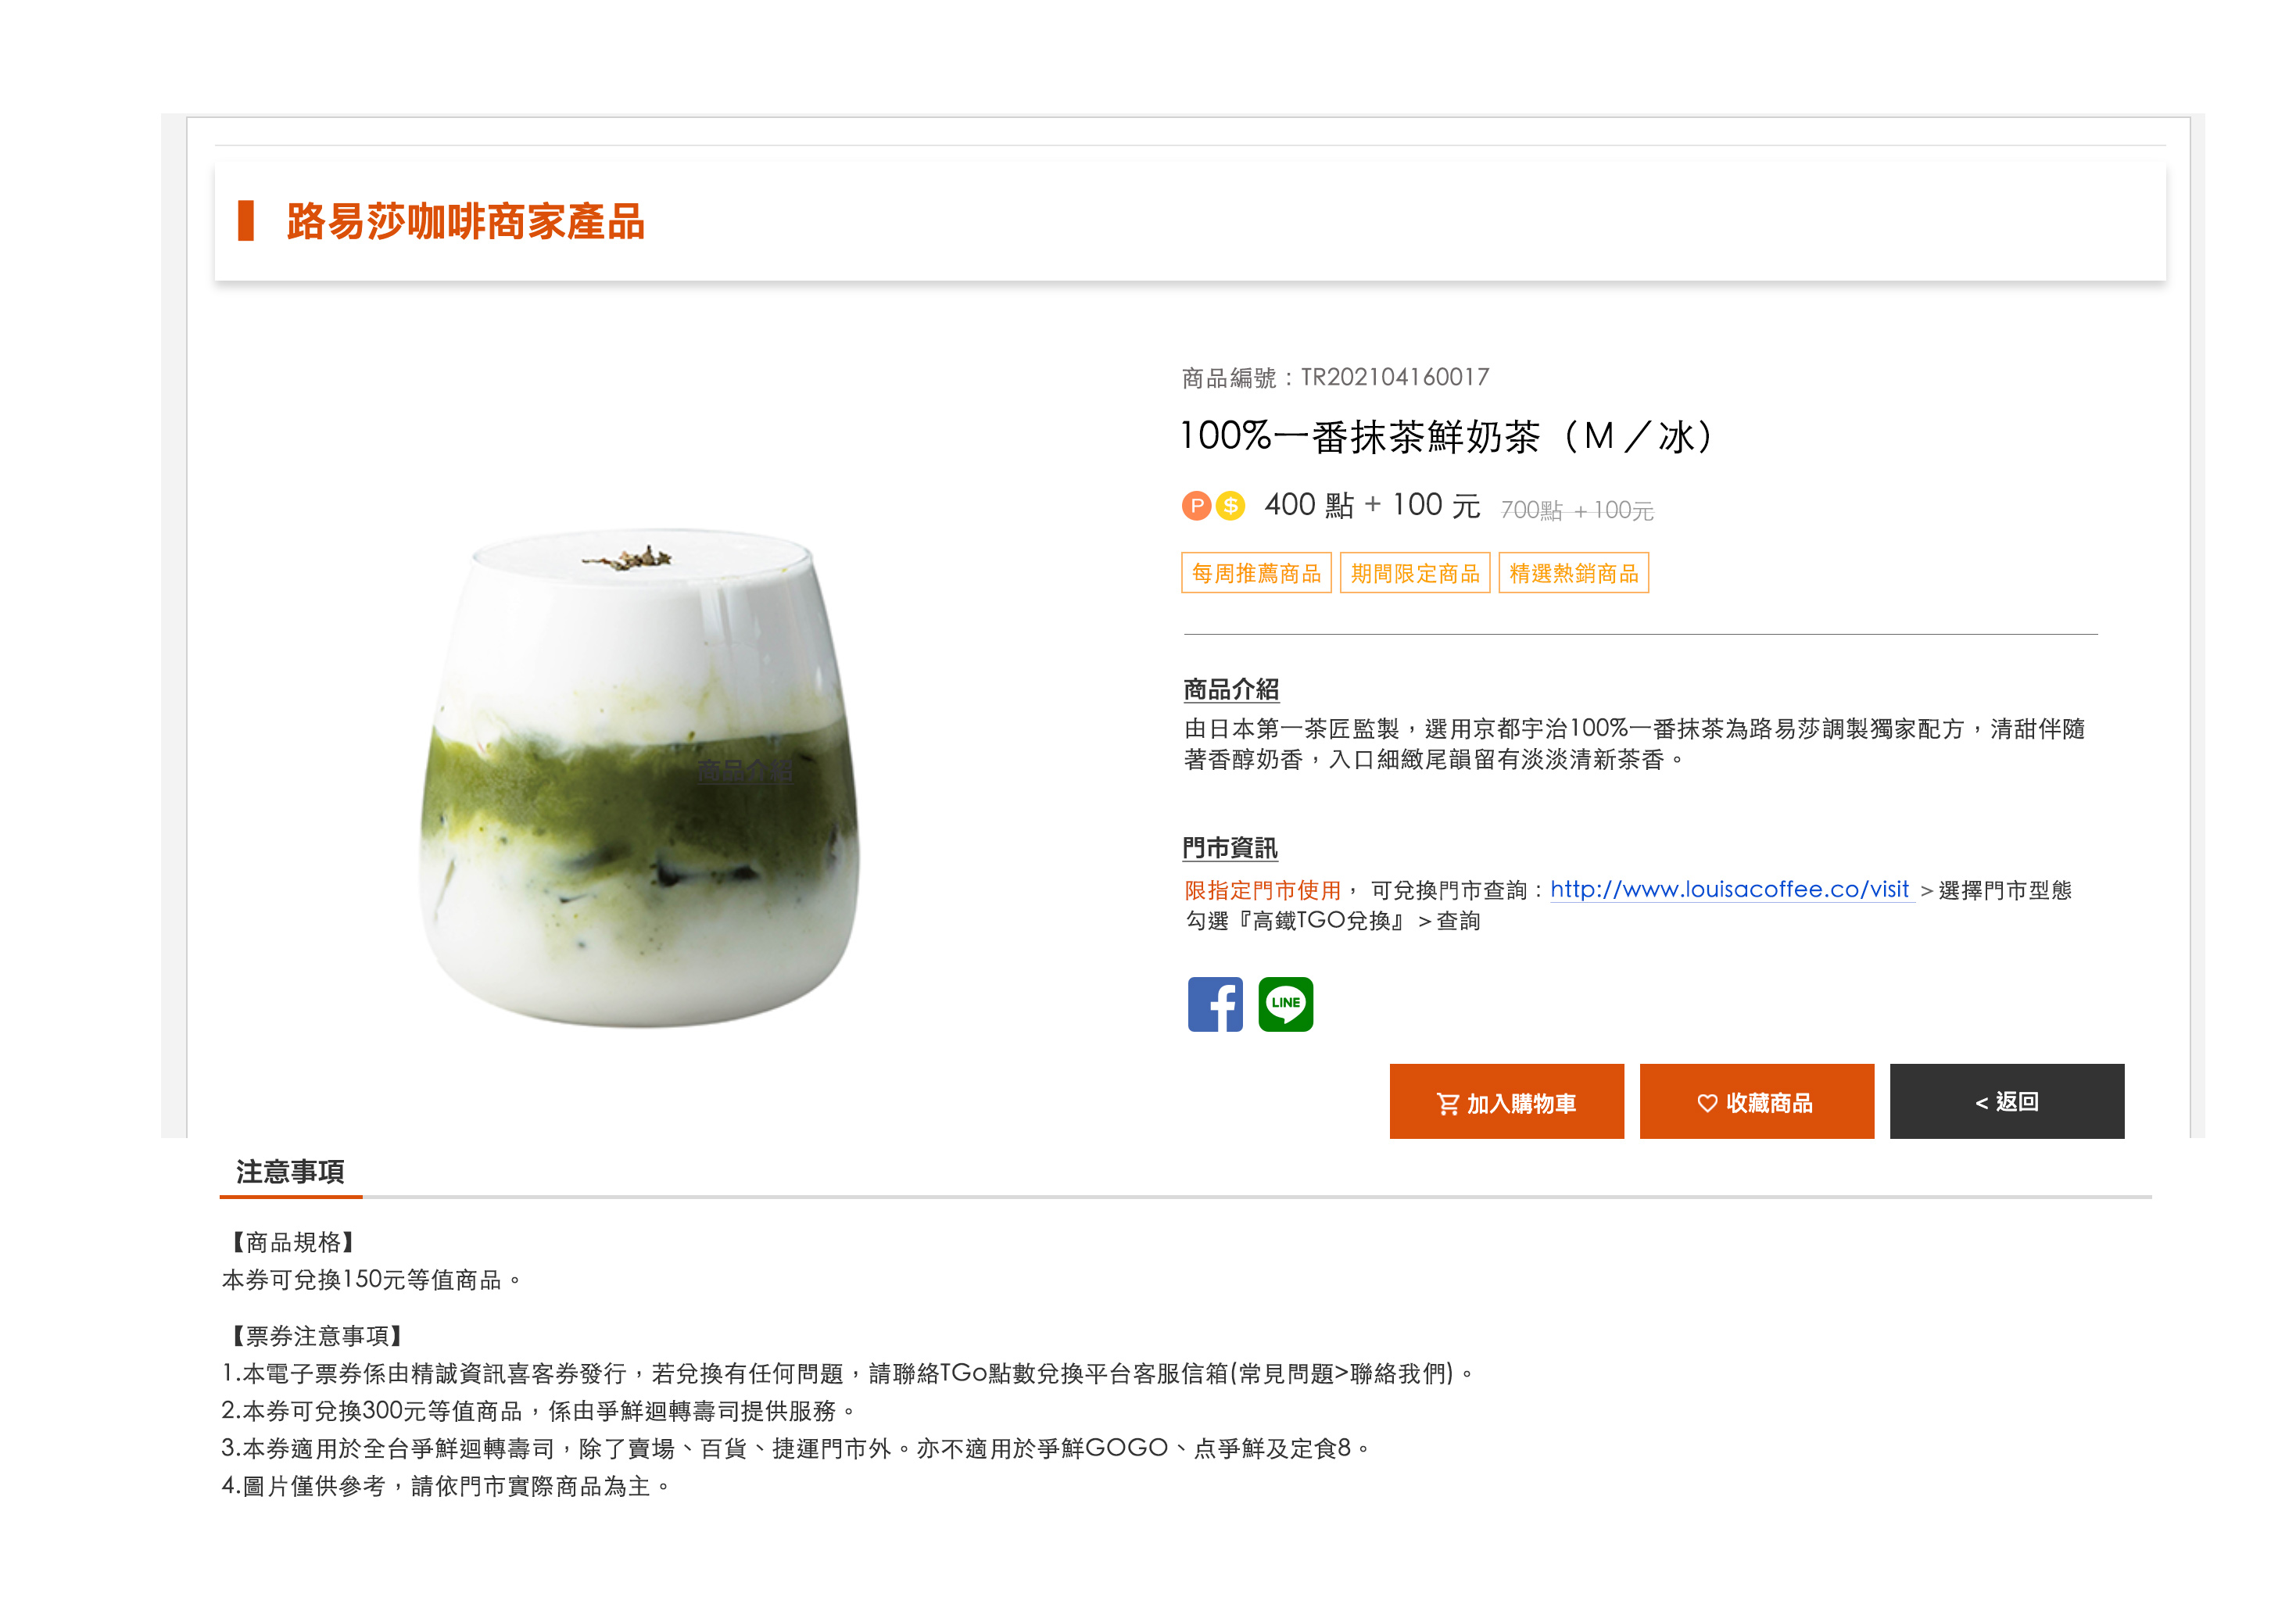 路易莎咖啡商家產品
商品編號：TR202104160017
100%一番抹茶鮮奶茶（M／冰）
P $ 400 點 + 100 元 700點 + 100元
每周推薦商品 期間限定商品 精選熱銷商品
商品介紹
由日本第一茶匠監製，選用京都宇治100%一番抹茶為路易莎調製獨家配方，清甜伴隨
著香醇奶香，入口細緻尾韻留有淡淡清新茶香。
商品介紹
門市資訊
限指定門市使用， 可兌換門市查詢：http://www.louisacoffee.co/visit ＞選擇門市型態
勾選『高鐵TGO兌換』＞查詢
f LINE
加入購物車 收藏商品 < 返回
注意事項
【商品規格】
本券可兌換150元等值商品。
【票券注意事項】
1.本電子票券係由精誠資訊喜客券發行，若兌換有任何問題，請聯絡TGo點數兌換平台客服信箱(常見問題>聯絡我們)。
2.本券可兌換300元等值商品，係由爭鮮迴轉壽司提供服務。
3.本券適用於全台爭鮮迴轉壽司，除了賣場、百貨、捷運門市外。亦不適用於爭鮮GOGO、点爭鮮及定食8。
4.圖片僅供參考，請依門市實際商品為主。